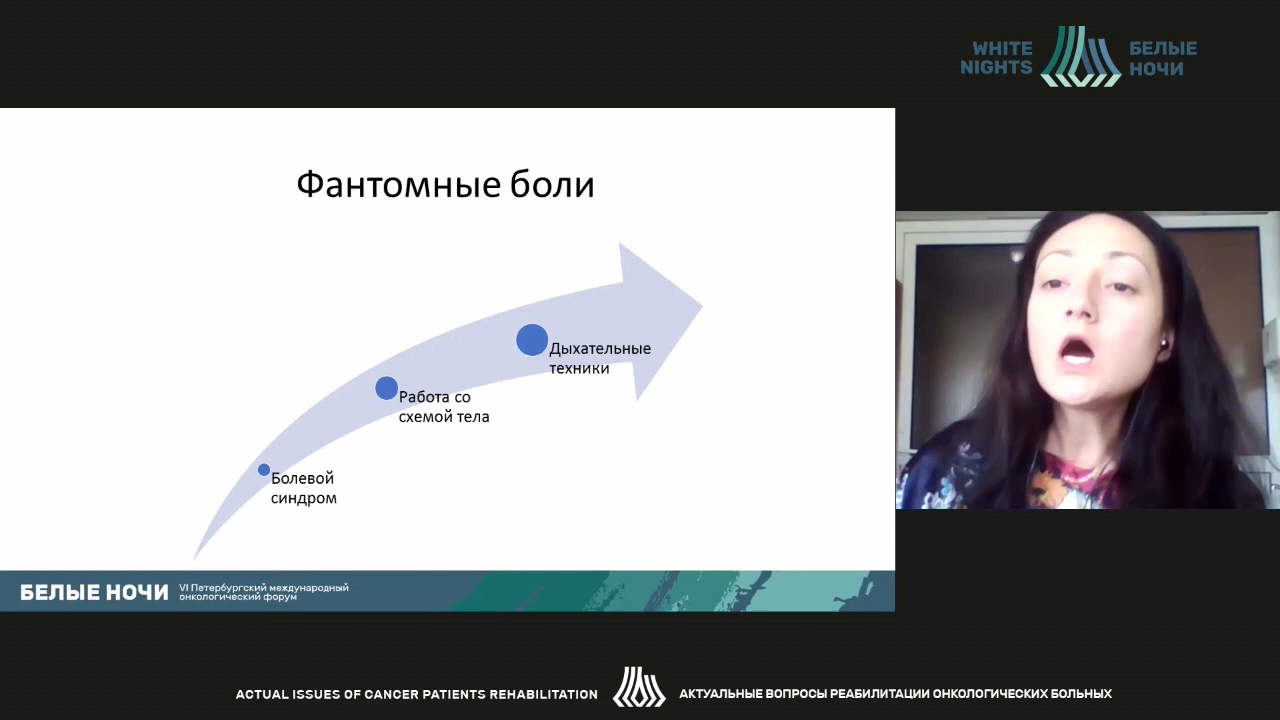 WHITE
NIGHTS
БЕЛЫЕ
НОЧИ
Фантомные боли
Дыхательные
техники
Работа со
схемой тела
Болевой
синдром
БЕЛЫЕ НОЧИ
VI Петербургский международный
онкологический форум
ACTUAL ISSUES OF CANCER PATIENTS REHABILITATION
АКТУАЛЬНЫЕ ВОПРОСЫ РЕАБИЛИТАЦИИ ОНКОЛОГИЧЕСКИХ БОЛЬНЫХ